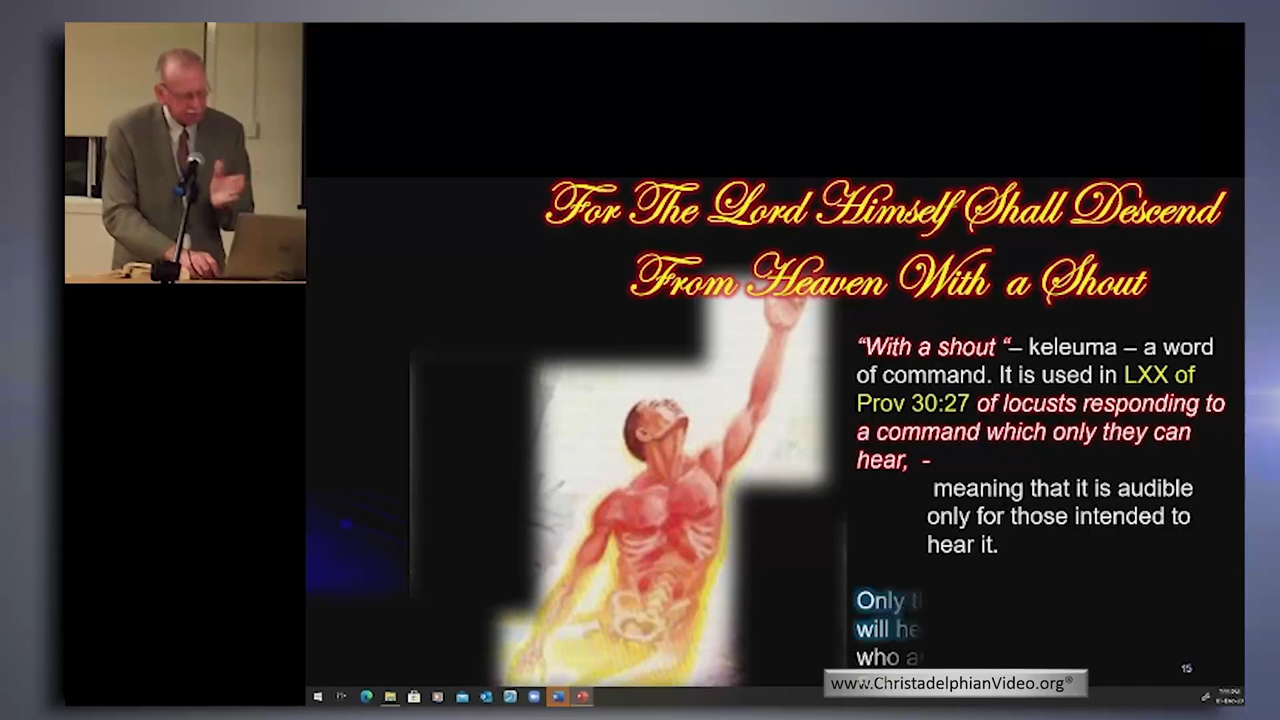 For The Lord Himself Shall Descend
From Heaven With a Shout
“With a shout “– keleuma – a word
of command. It is used in LXX of
Prov 30:27 of locusts responding to
a command which only they can
hear, -
meaning that it is audible
only for those intended to
hear it.
Only
will he
who a
15
www.ChristadelphianVideo.org®